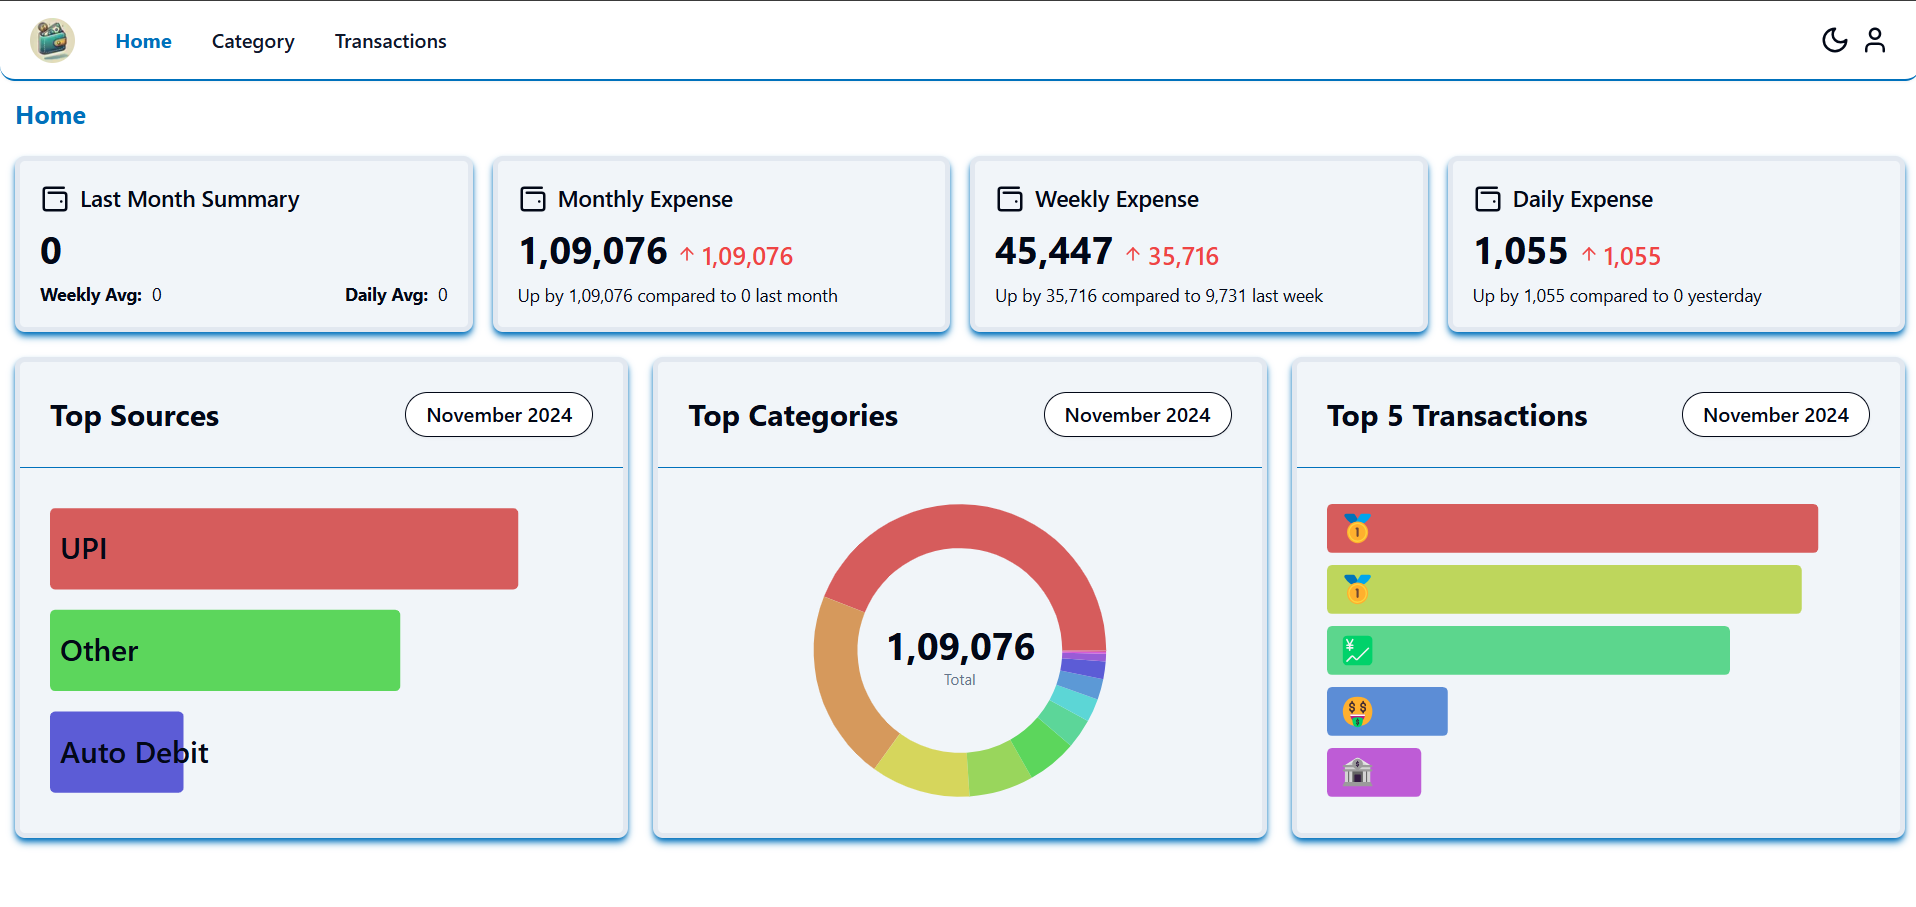 Home
Category
Transactions
Home
Last Month Summary
0
Weekly Avg: 0
Daily Avg: 0
Monthly Expense
1,09,076 ↑ 1,09,076
Up by 1,09,076 compared to 0 last month
Weekly Expense
45,447 ↑ 35,716
Up by 35,716 compared to 9,731 last week
Daily Expense
1,055 ↑ 1,055
Up by 1,055 compared to 0 yesterday
Top Sources
November 2024
UPI
Other
Auto Debit
Top Categories
November 2024
1,09,076
Total
Top 5 Transactions
November 2024